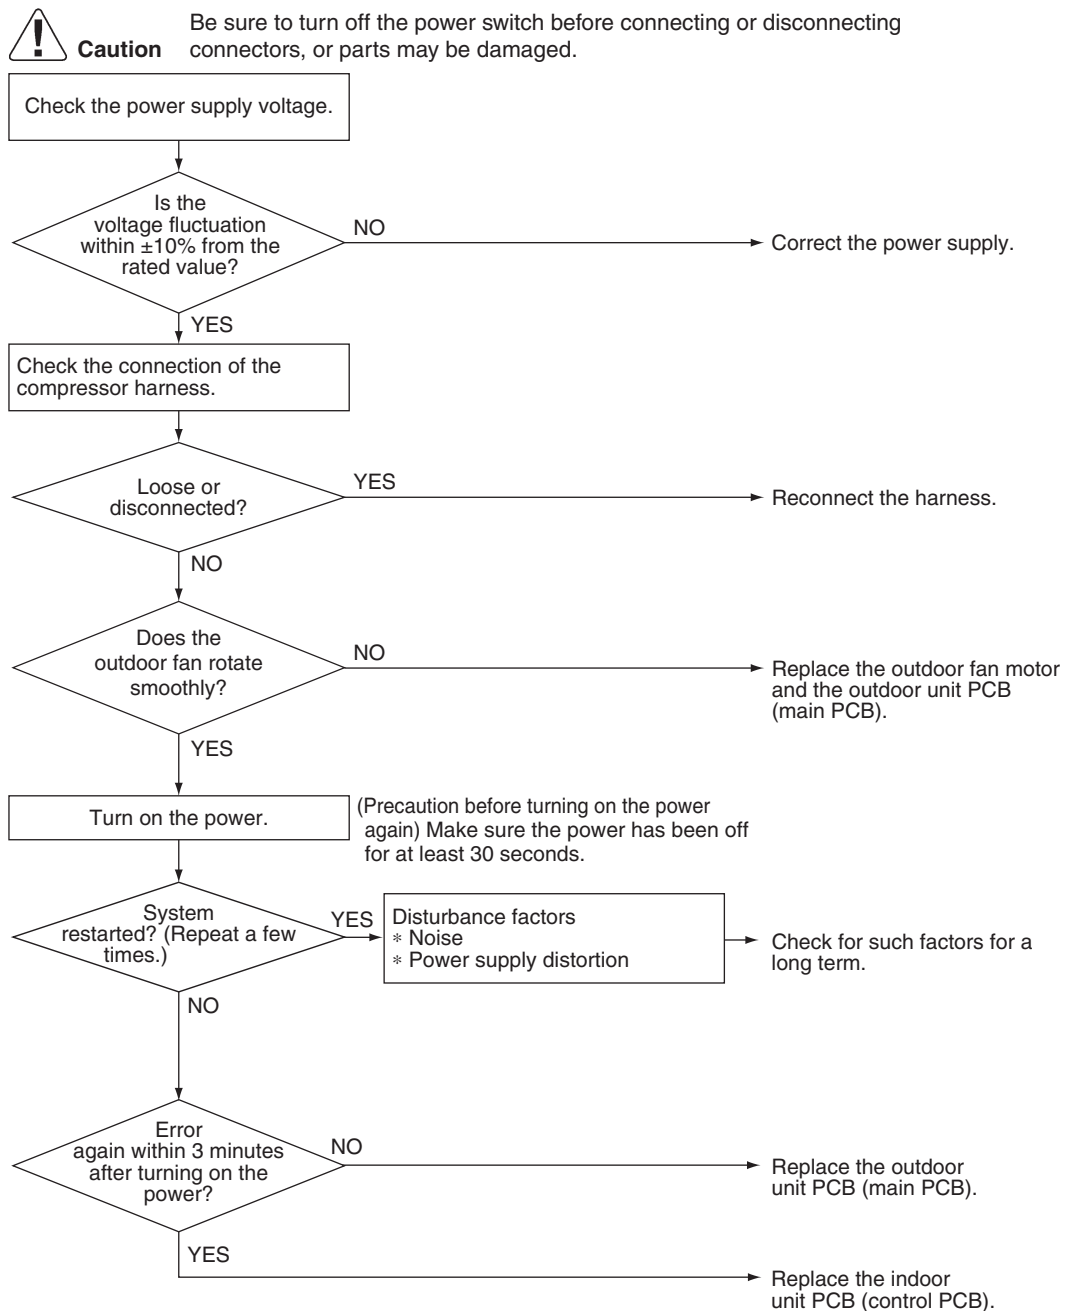 Be sure to turn off the power switch before connecting or disconnecting
Caution connectors, or parts may be damaged.
Check the power supply voltage.
Is the
voltage fluctuation
within ±10% from the
rated value?
NO
Correct the power supply.
YES
Check the connection of the
compressor harness.
Loose or
disconnected?
YES
Reconnect the harness.
NO
Does the
outdoor fan rotate
smoothly?
NO
Replace the outdoor fan motor
and the outdoor unit PCB
(main PCB).
YES
Turn on the power.
(Precaution before turning on the power
again) Make sure the power has been off
for at least 30 seconds.
System
restarted? (Repeat a few
times.)
YES
Disturbance factors
* Noise
* Power supply distortion
Check for such factors for a
long term.
NO
Error
again within 3 minutes
after turning on the
power?
NO
Replace the outdoor
unit PCB (main PCB).
YES
Replace the indoor
unit PCB (control PCB).